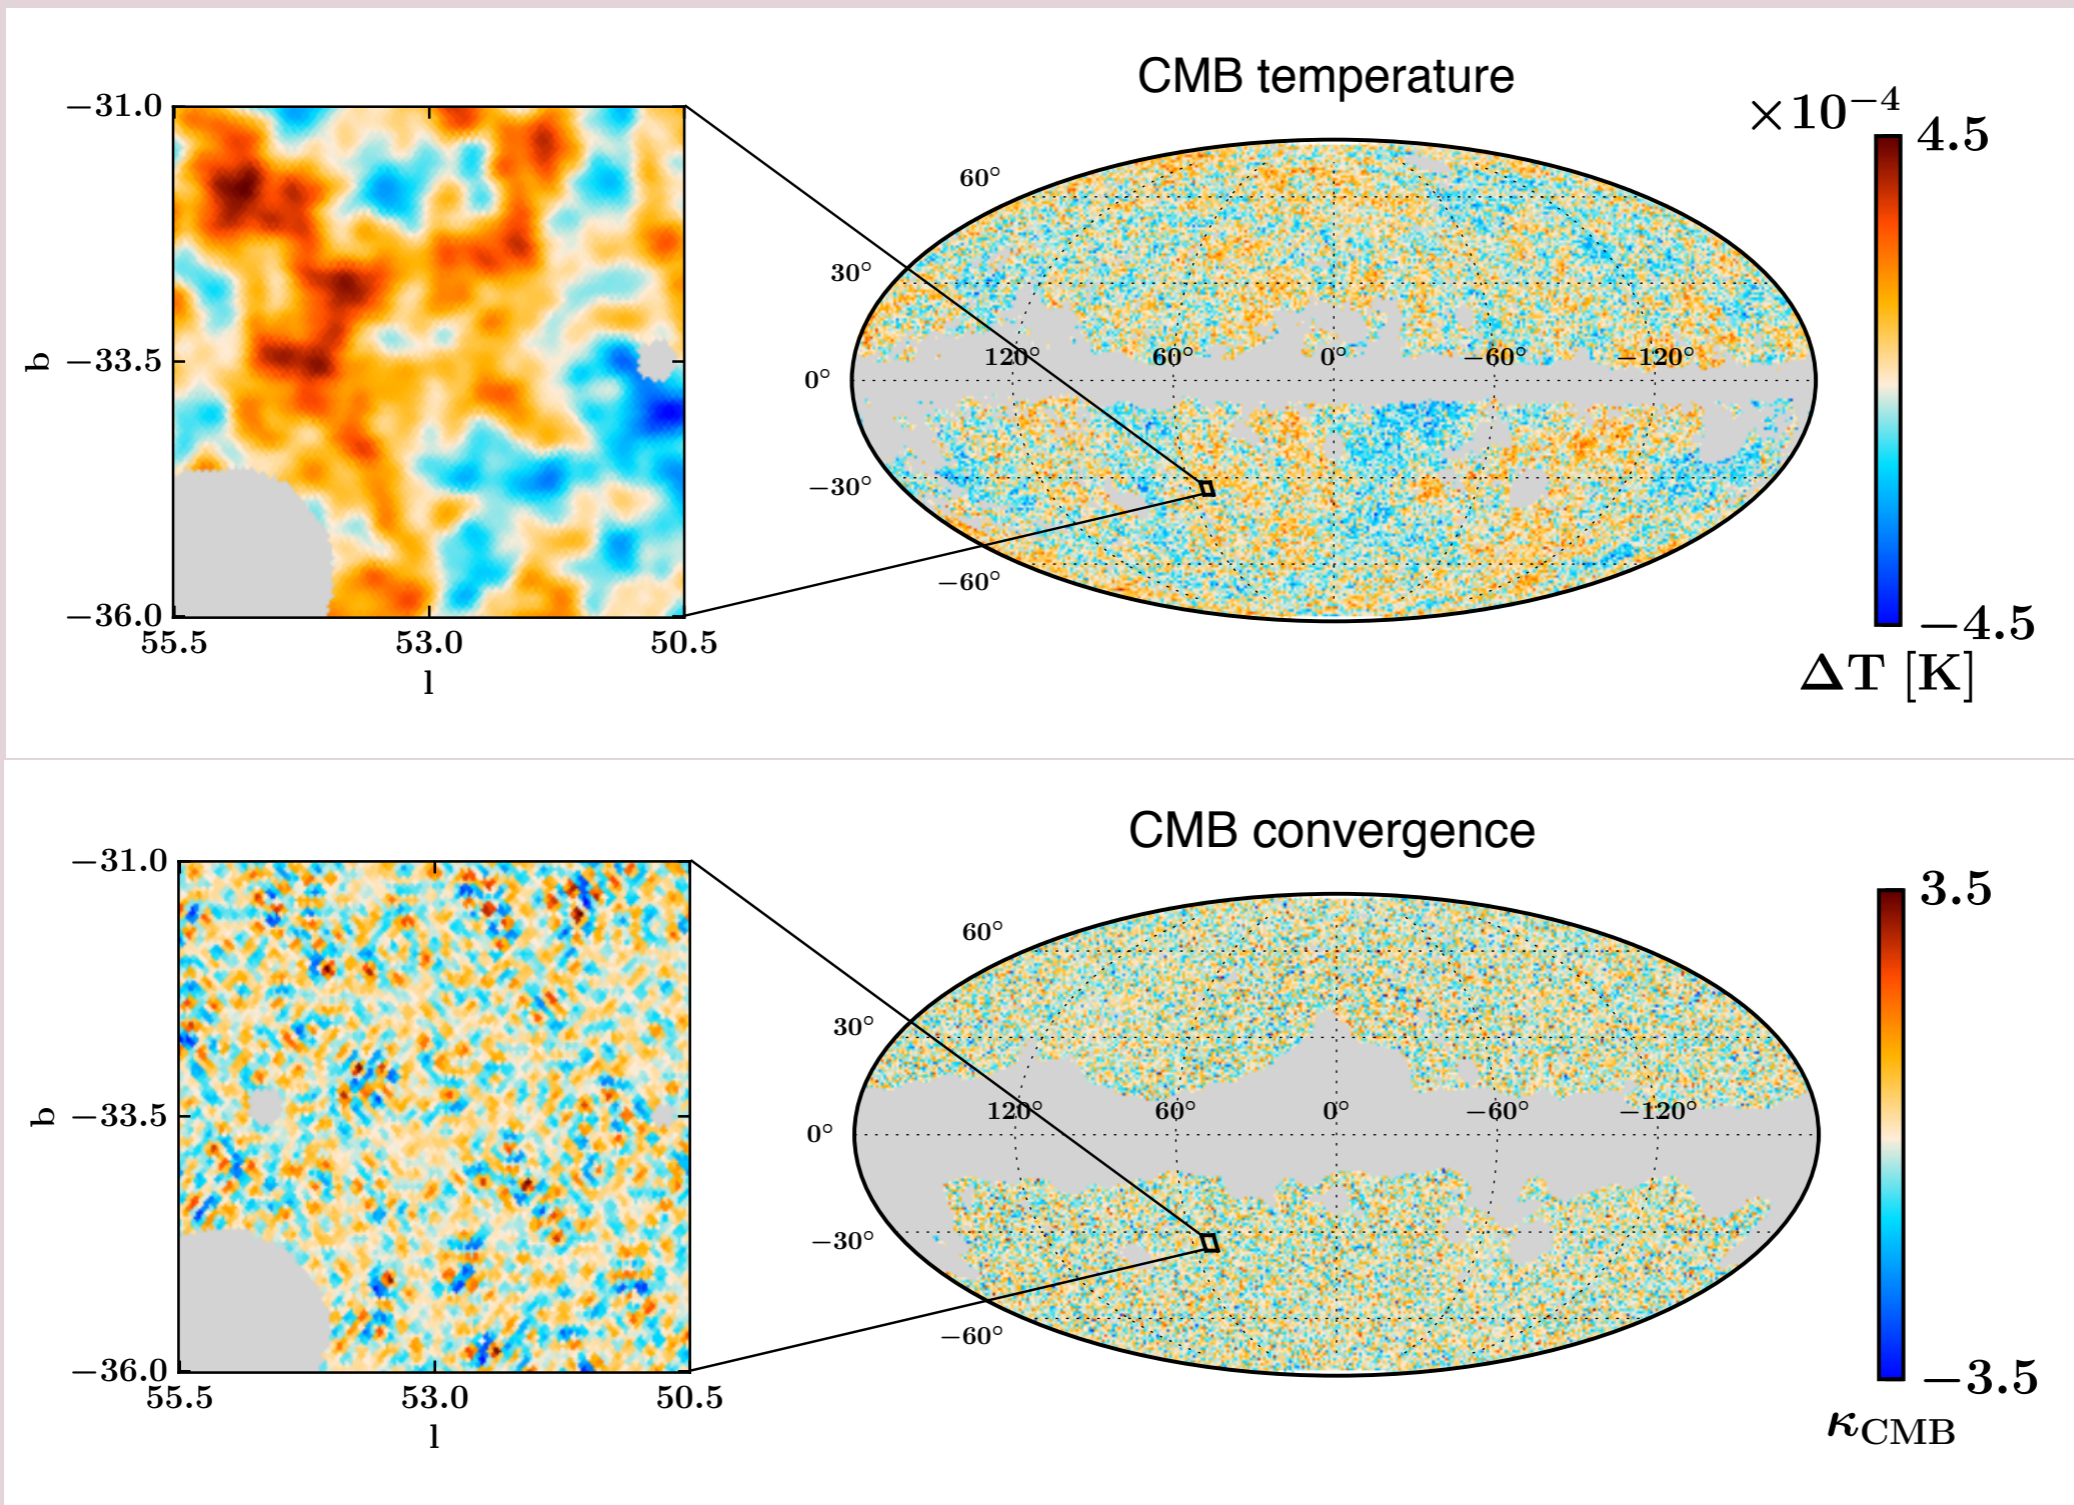 CMB temperature
×10⁻⁴
4.5
−4.5
ΔT [K]
−31.0
−33.5
−36.0
b
55.5 53.0 50.5
l
60°
30°
0°
−30°
−60°
120° 60° 0° −60° −120°
CMB convergence
3.5
−3.5
κCMB
−31.0
−33.5
−36.0
b
55.5 53.0 50.5
l
60°
30°
0°
−30°
−60°
120° 60° 0° −60° −120°